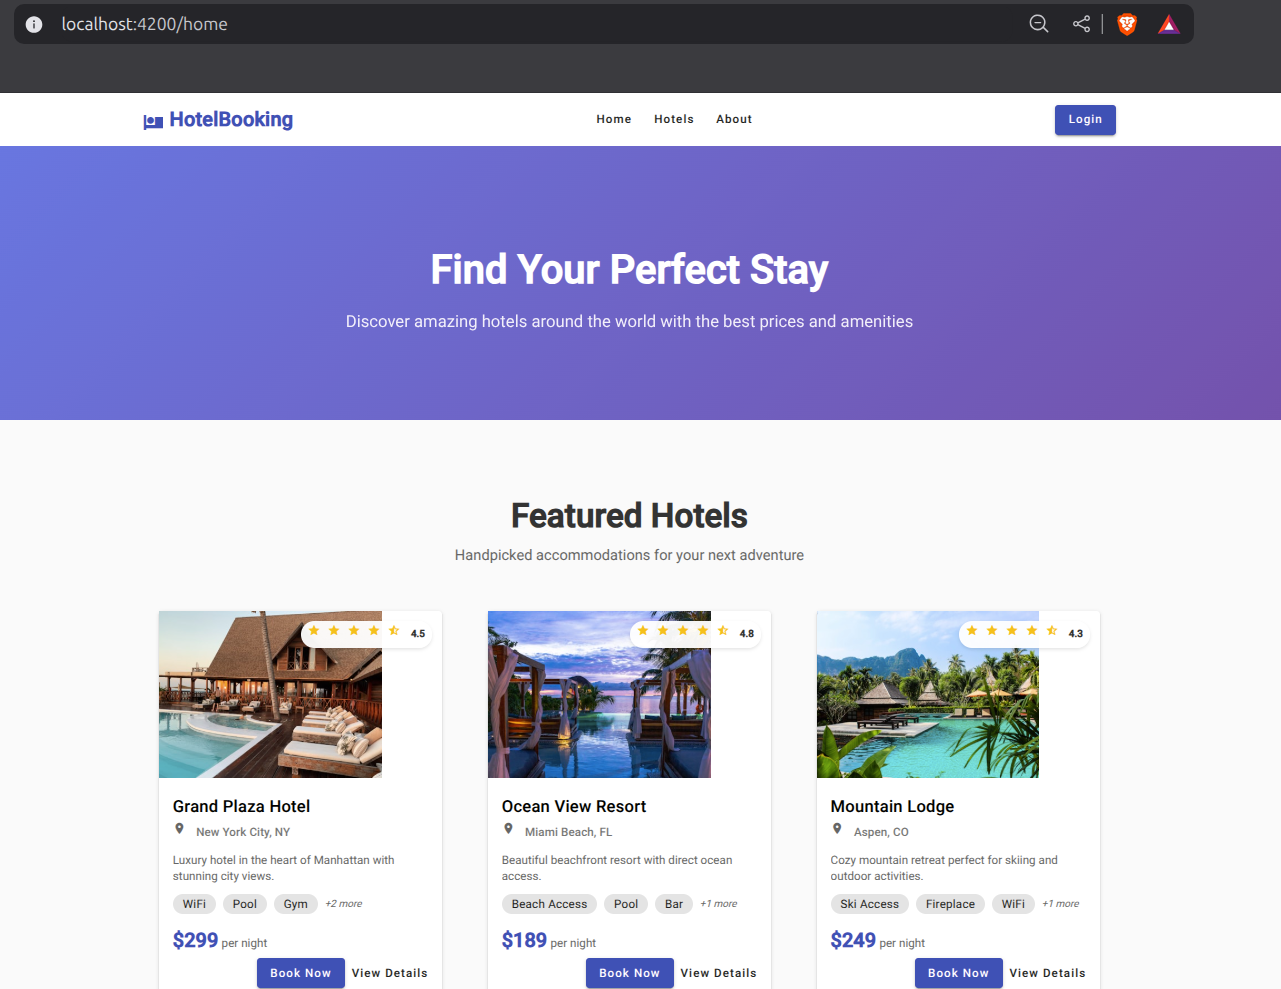 localhost:4200/home
HotelBooking
Home Hotels About
Login
Find Your Perfect Stay
Discover amazing hotels around the world with the best prices and amenities
Featured Hotels
Handpicked accommodations for your next adventure
4.5
Grand Plaza Hotel
New York City, NY
Luxury hotel in the heart of Manhattan with
stunning city views.
WiFi Pool Gym +2 more
$299 per night
Book Now View Details
4.8
Ocean View Resort
Miami Beach, FL
Beautiful beachfront resort with direct ocean
access.
Beach Access Pool Bar +1 more
$189 per night
Book Now View Details
4.3
Mountain Lodge
Aspen, CO
Cozy mountain retreat perfect for skiing and
outdoor activities.
Ski Access Fireplace WiFi +1 more
$249 per night
Book Now View Details